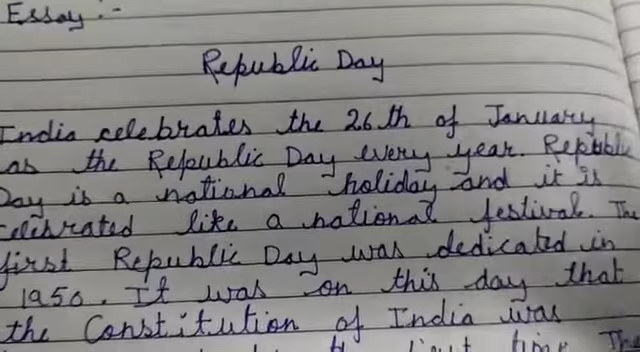 Essay :-
Republic Day
India celebrates the 26th of January
as the Republic Day every year. Republic
Day is a national holiday and it is
celebrated like a national festival. The
first Republic Day was dedicated in
1950. It was on this day that
the Constitution of India was
time. The